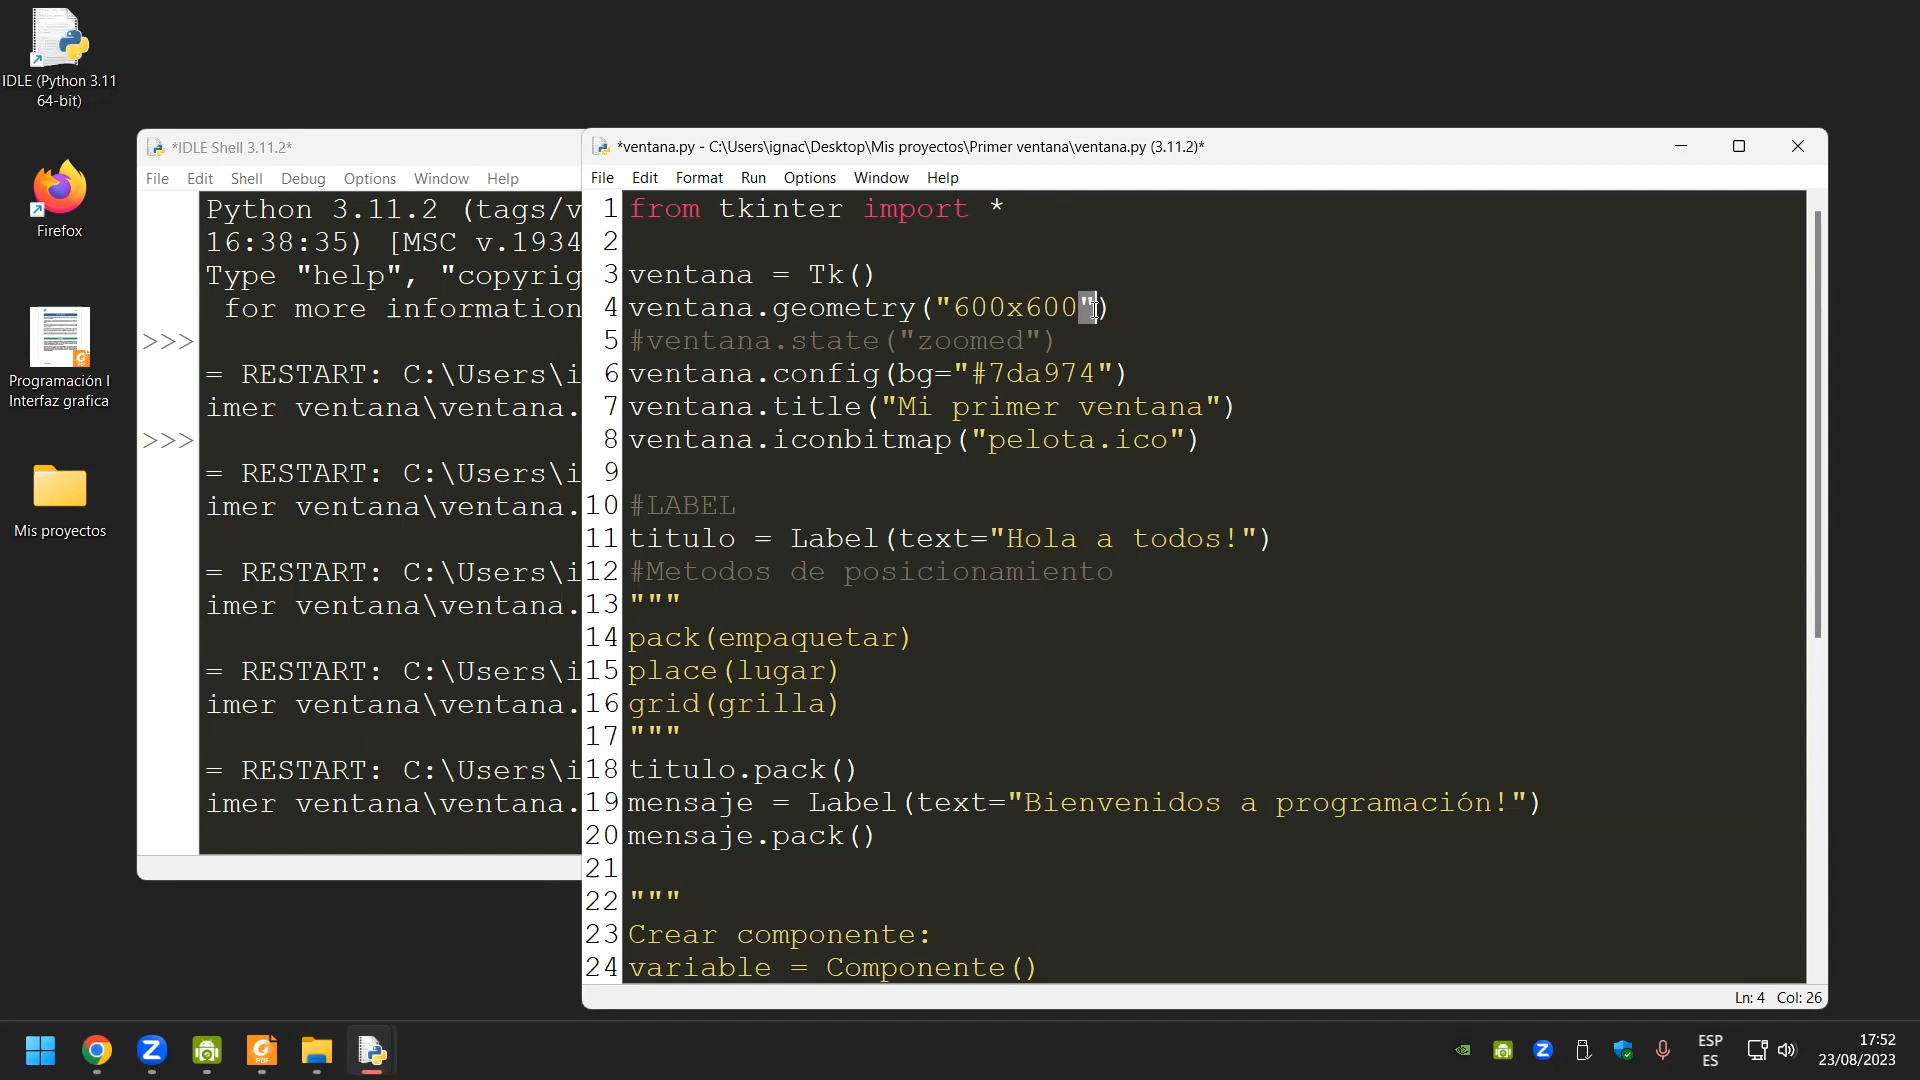 IDLE (Python 3.11
64-bit)
Firefox
Programación I
Interfaz grafica
Mis proyectos
*IDLE Shell 3.11.2*
File Edit Shell Debug Options Window Help
Python 3.11.2 (tags/v
16:38:35) [MSC v.1934
Type "help", "copyrig
for more information
>>>
= RESTART: C:\Users\i
imer ventana\ventana.
>>>
= RESTART: C:\Users\i
imer ventana\ventana.
= RESTART: C:\Users\i
imer ventana\ventana.
= RESTART: C:\Users\i
imer ventana\ventana.
= RESTART: C:\Users\i
imer ventana\ventana.
*ventana.py - C:\Users\ignac\Desktop\Mis proyectos\Primer ventana\ventana.py (3.11.2)*
File Edit Format Run Options Window Help
1 from tkinter import *
2
3 ventana = Tk()
4 ventana.geometry("600x600")
5 #ventana.state("zoomed")
6 ventana.config(bg="#7da974")
7 ventana.title("Mi primer ventana")
8 ventana.iconbitmap("pelota.ico")
9
10 #LABEL
11 titulo = Label(text="Hola a todos!")
12 #Metodos de posicionamiento
13 """
14 pack(empaquetar)
15 place(lugar)
16 grid(grilla)
17 """
18 titulo.pack()
19 mensaje = Label(text="Bienvenidos a programación!")
20 mensaje.pack()
21
22 """
23 Crear componente:
24 variable = Componente()
Ln: 4 Col: 26
ESP
ES
17:52
23/08/2023